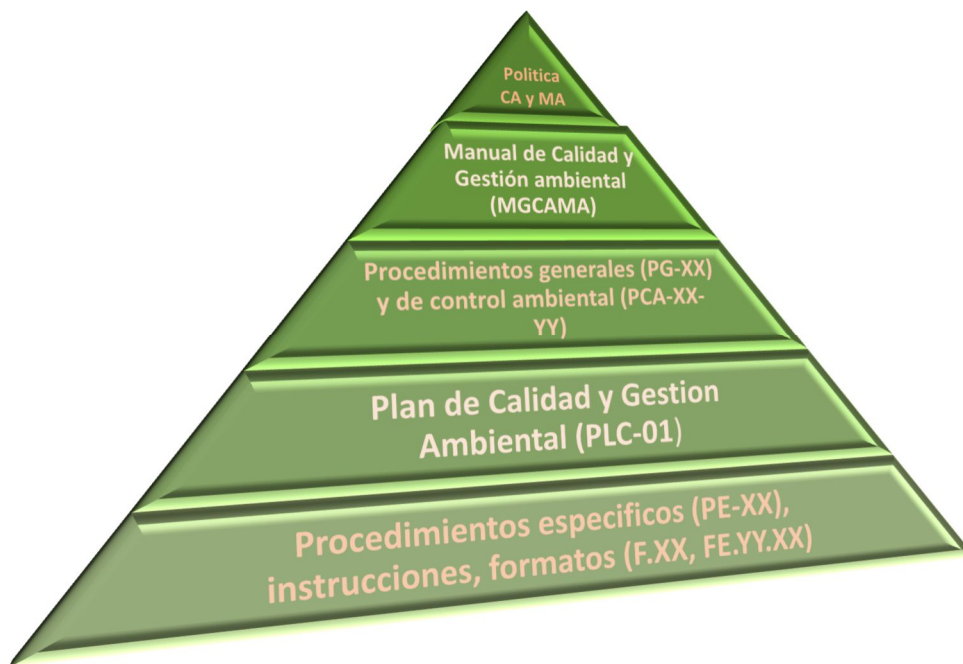 Politica
CA y MA
Manual de Calidad y
Gestión ambiental
(MGCAMA)
Procedimientos generales (PG-XX)
y de control ambiental (PCA-XX-
YY)
Plan de Calidad y Gestion
Ambiental (PLC-01)
Procedimientos especificos (PE-XX),
instrucciones, formatos (F.XX, FE.YY.XX)